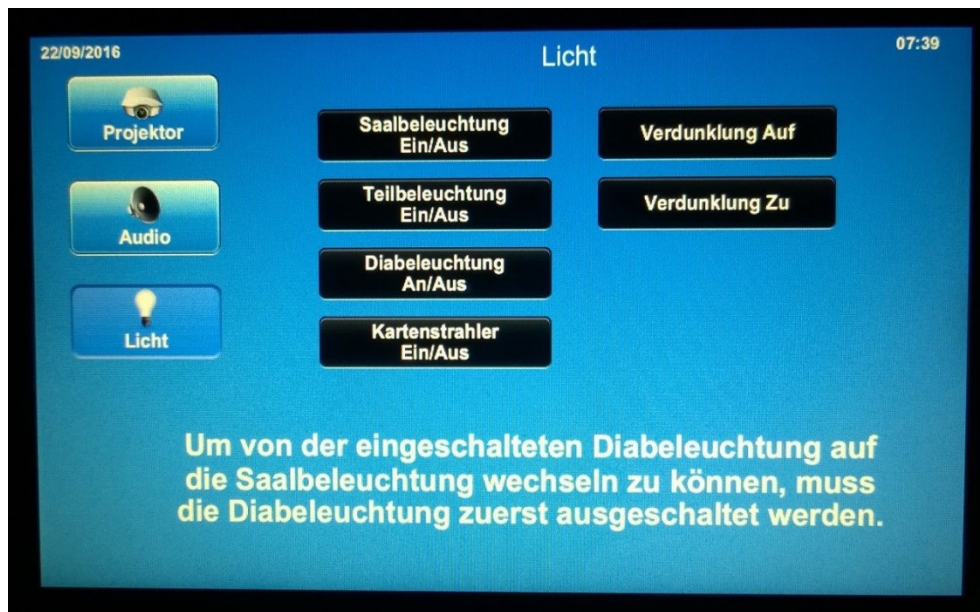 22/09/2016
Licht
07:39
Projektor
Audio
Licht
Saalbeleuchtung
Ein/Aus
Teilbeleuchtung
Ein/Aus
Diabeleuchtung
An/Aus
Kartenstrahler
Ein/Aus
Verdunklung Auf
Verdunklung Zu
Um von der eingeschalteten Diabeleuchtung auf
die Saalbeleuchtung wechseln zu können, muss
die Diabeleuchtung zuerst ausgeschaltet werden.